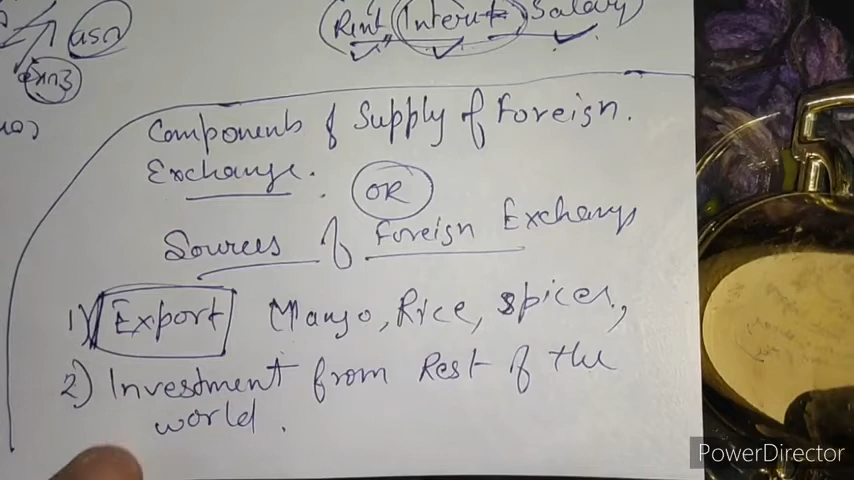 (Rent, Interest Salary)
Components of Supply of Foreign.
Exchange. OR
Sources of Foreign Exchange
1) Export Mango, Rice, Spices,
2) Investment from Rest of the
world.
PowerDirector